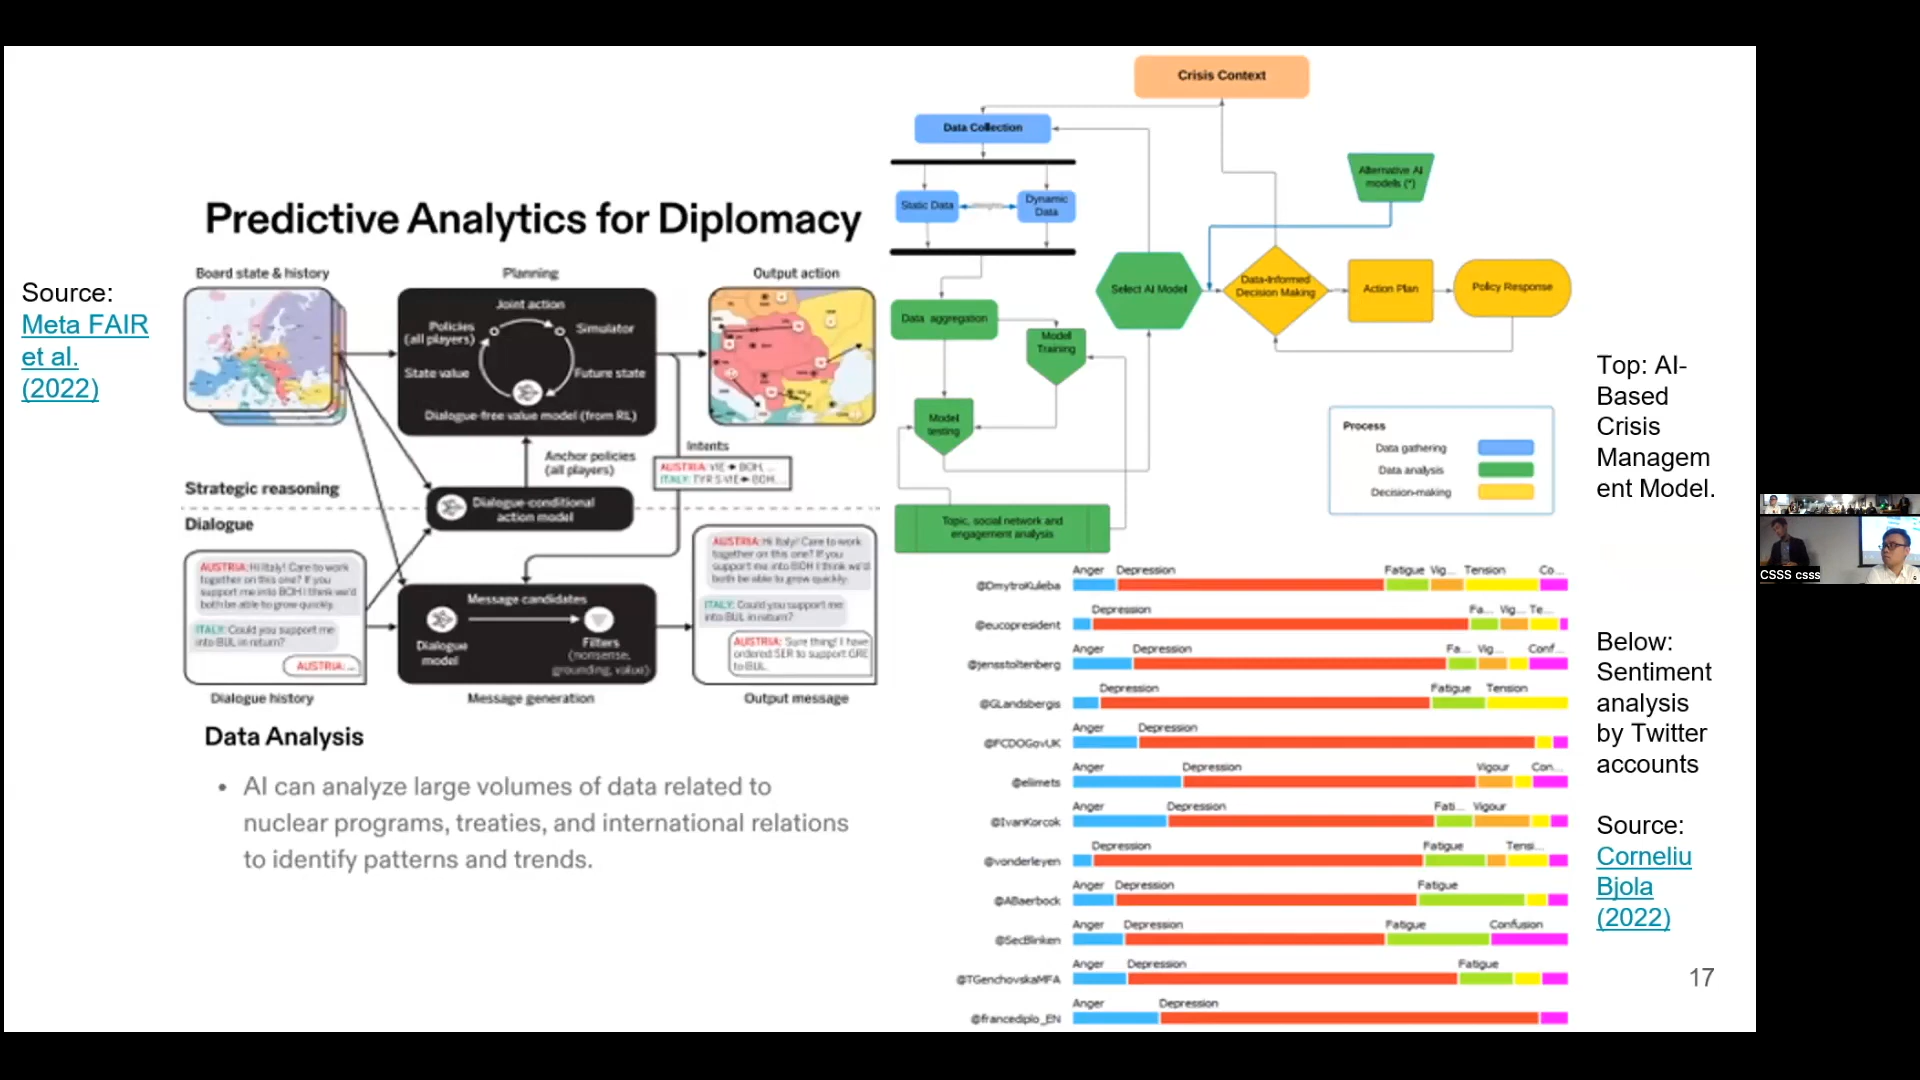 Predictive Analytics for Diplomacy
Source:
Meta FAIR
et al.
(2022)
Board state & history
Planning
Output action
Joint action
Policies
(all players)
Simulator
State value
Future state
Dialogue-free value model (from RL)
Anchor policies
(all players)
Intents
AUSTRIA: VIE → BOH, ...
ITALY: TYR S VIE → BOH...
Strategic reasoning
Dialogue
Dialogue-conditional
action model
AUSTRIA: Hi Italy! Care to work
together on this one? If you
support me into BOH I think we'd
both be able to grow quickly.
ITALY: Could you support me
into BUL in return?
AUSTRIA: ...
Dialogue history
Message candidates
Dialogue
model
Filters
(nonsense,
grounding, value)
Message generation
AUSTRIA: Hi Italy! Care to work
together on this one? If you
support me into BOH I think we'd
both be able to grow quickly.
ITALY: Could you support me
into BUL in return?
AUSTRIA: Sure thing! I have
ordered SER to support GRE
to BUL.
Output message
Data Analysis
• AI can analyze large volumes of data related to
nuclear programs, treaties, and international relations
to identify patterns and trends.
Crisis Context
Data Collection
Static Data
Dynamic
Data
Data aggregation
Model
Training
Model
testing
Topic, social network and
engagement analysis
Select AI Model
Alternative AI
models (*)
Data-Informed
Decision Making
Action Plan
Policy Response
Process
Data gathering
Data analysis
Decision-making
Top: AI-
Based
Crisis
Managem
ent Model.
Anger Depression Fatigue Vig... Tension Co...
@DmytroKuleba
Depression Fa... Vig... Te...
@eucopresident
Anger Depression Fa... Vig... Conf...
@jensstoltenberg
Depression Fatigue Tension
@GLandsbergis
Anger Depression
@FCDOGovUK
Anger Depression Vigour Con...
@eliimets
Anger Depression Fati... Vigour
@IvanKorcok
Depression Fatigue Tensi...
@vonderleyen
Anger Depression Fatigue
@ABaerbock
Anger Depression Fatigue Confusion
@SecBlinken
Anger Depression Fatigue
@TGenchovskaMFA
Anger Depression
@francediplo_EN
Below:
Sentiment
analysis
by Twitter
accounts
Source:
Corneliu
Bjola
(2022)
17
CSSS csss